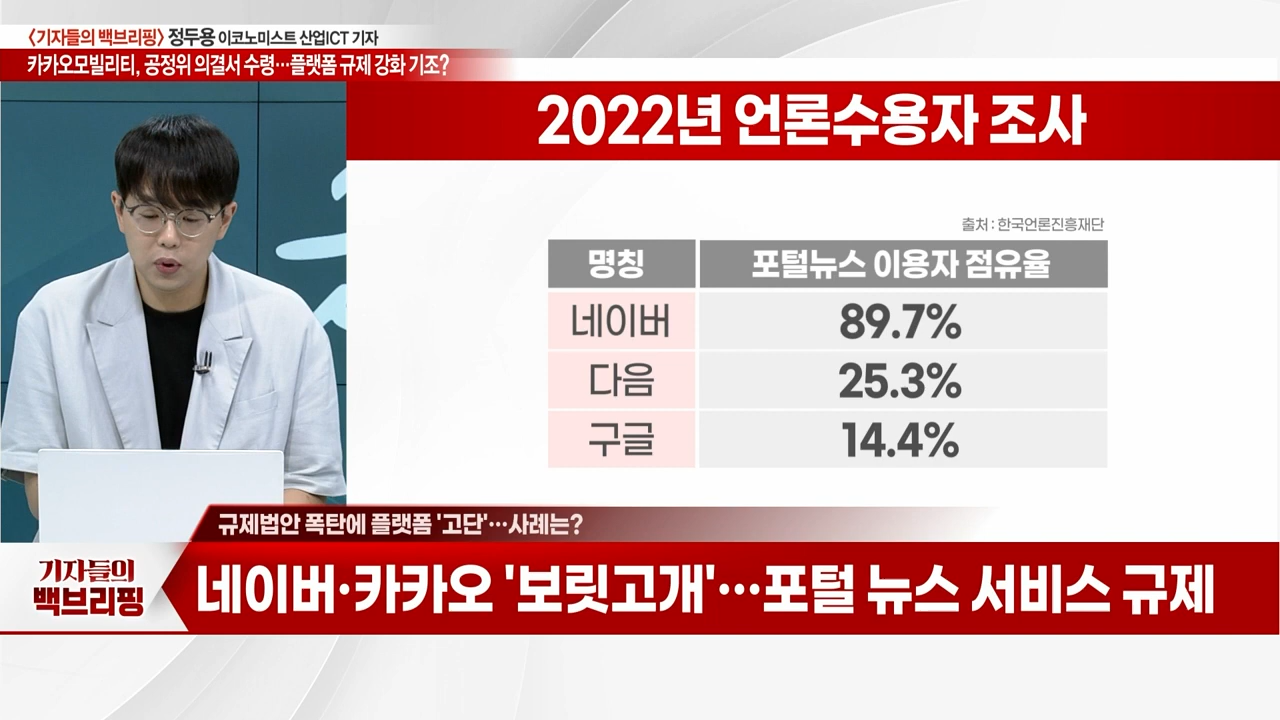 <기자들의 백브리핑> 정두용 이코노미스트 산업ICT 기자
카카오모빌리티, 공정위 의결서 수령…플랫폼 규제 강화 기조?
2022년 언론수용자 조사
출처 : 한국언론진흥재단
명칭 포털뉴스 이용자 점유율
네이버 89.7%
다음 25.3%
구글 14.4%
규제법안 폭탄에 플랫폼 '고단'…사례는?
기자들의
백브리핑
네이버·카카오 '보릿고개'…포털 뉴스 서비스 규제